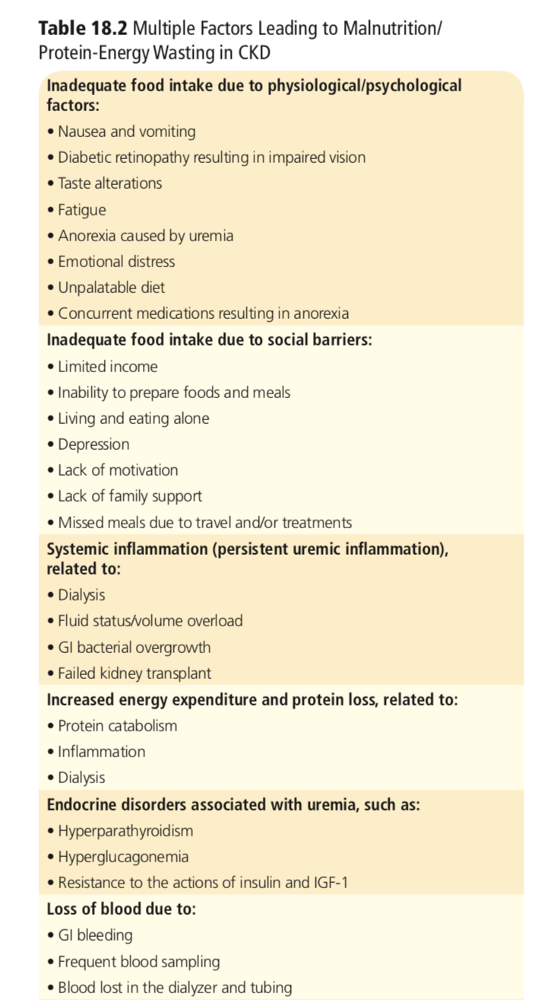 Table 18.2 Multiple Factors Leading to Malnutrition/
Protein-Energy Wasting in CKD
Inadequate food intake due to physiological/psychological
factors:
• Nausea and vomiting
• Diabetic retinopathy resulting in impaired vision
• Taste alterations
• Fatigue
• Anorexia caused by uremia
• Emotional distress
• Unpalatable diet
• Concurrent medications resulting in anorexia
Inadequate food intake due to social barriers:
• Limited income
• Inability to prepare foods and meals
• Living and eating alone
• Depression
• Lack of motivation
• Lack of family support
• Missed meals due to travel and/or treatments
Systemic inflammation (persistent uremic inflammation),
related to:
• Dialysis
• Fluid status/volume overload
• GI bacterial overgrowth
• Failed kidney transplant
Increased energy expenditure and protein loss, related to:
• Protein catabolism
• Inflammation
• Dialysis
Endocrine disorders associated with uremia, such as:
• Hyperparathyroidism
• Hyperglucagonemia
• Resistance to the actions of insulin and IGF-1
Loss of blood due to:
• GI bleeding
• Frequent blood sampling
• Blood lost in the dialyzer and tubing